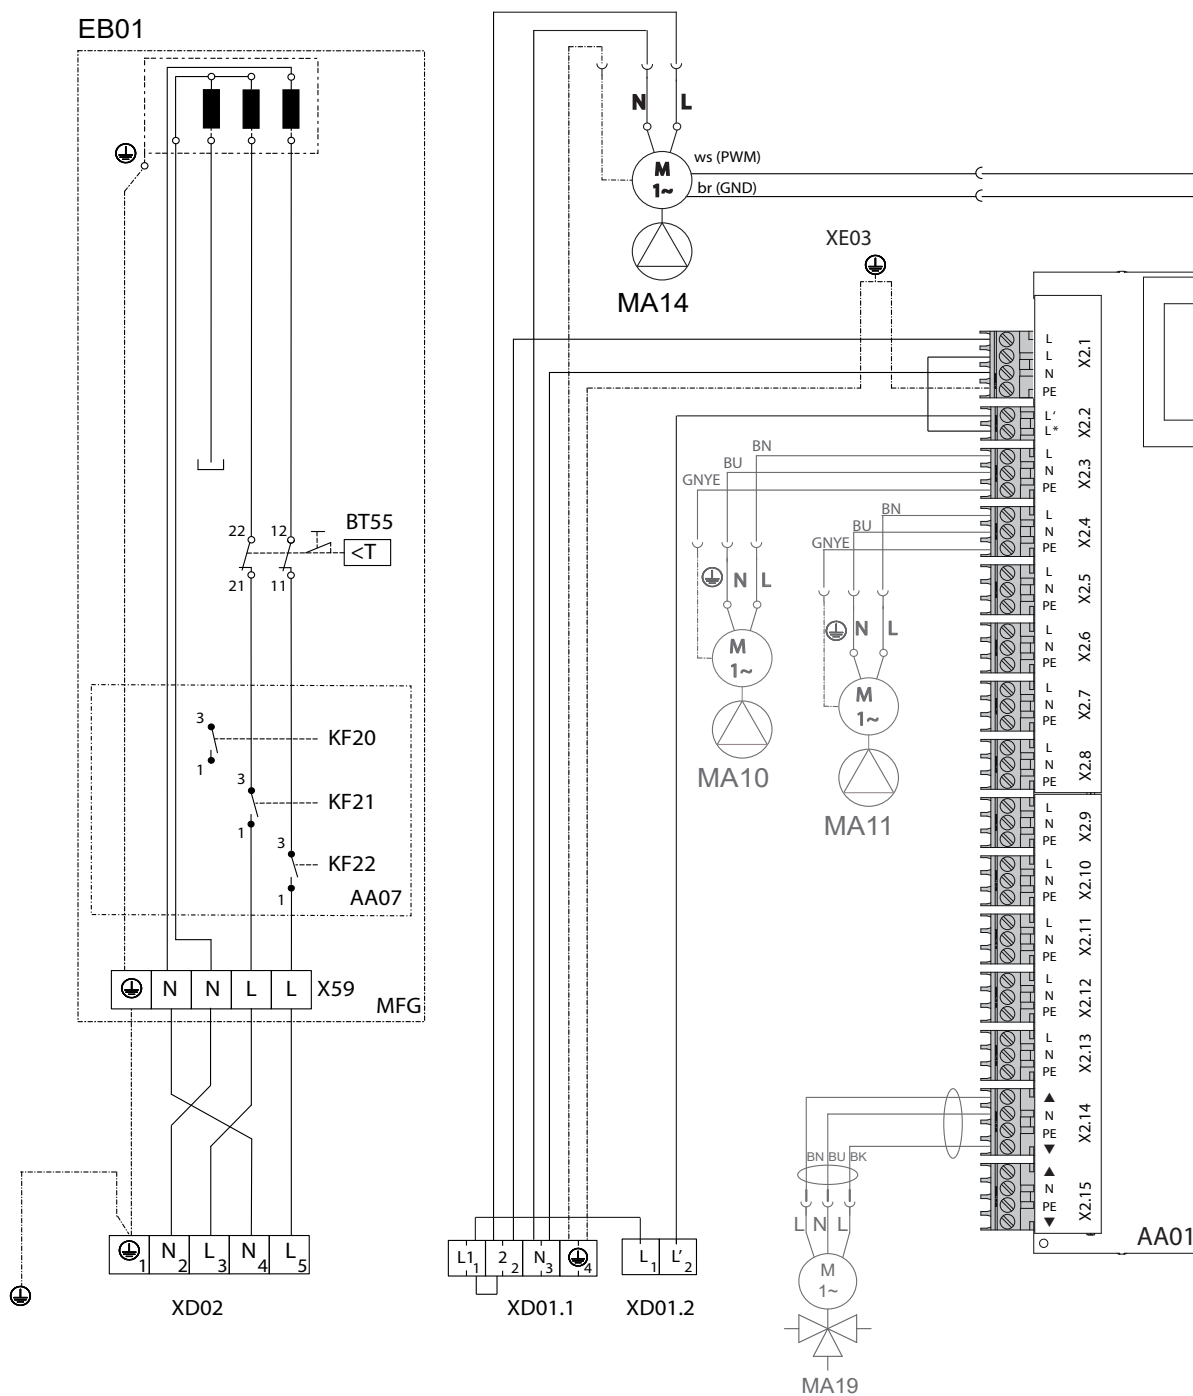 EB01
N L
M
1~
ws (PWM)
br (GND)
MA14
XE03
L
L
N
PE
X2.1
L'
L*
X2.2
L
N
PE
X2.3
L
N
PE
X2.4
L
N
PE
X2.5
L
N
PE
X2.6
L
N
PE
X2.7
L
N
PE
X2.8
L
N
PE
X2.9
L
N
PE
X2.10
L
N
PE
X2.11
L
N
PE
X2.12
L
N
PE
X2.13
▲
N
PE
▼
X2.14
▲
N
PE
▼
X2.15
AA01
BN
BU
GNYE
N L
M
1~
MA10
BN
BU
GNYE
N L
M
1~
MA11
22 12
BT55
<T
21 11
3
KF20
1
3
KF21
1
3
KF22
1
AA07
N N L L X59
MFG
1 N2 L3 N4 L5
XD02
L1 1 2 2 N 3 4
XD01.1
L 1 L' 2
XD01.2
BN BU BK
L N L
M
1~
MA19